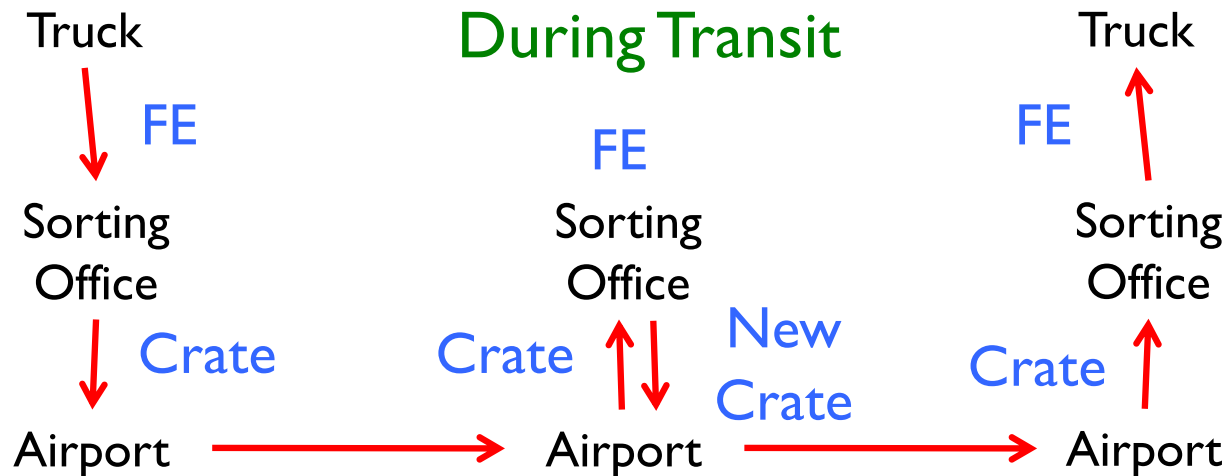 Truck
During Transit
Truck
FE
FE
FE
Sorting
Office
Sorting
Office
Sorting
Office
Crate
Crate
New
Crate
Crate
Airport
Airport
Airport